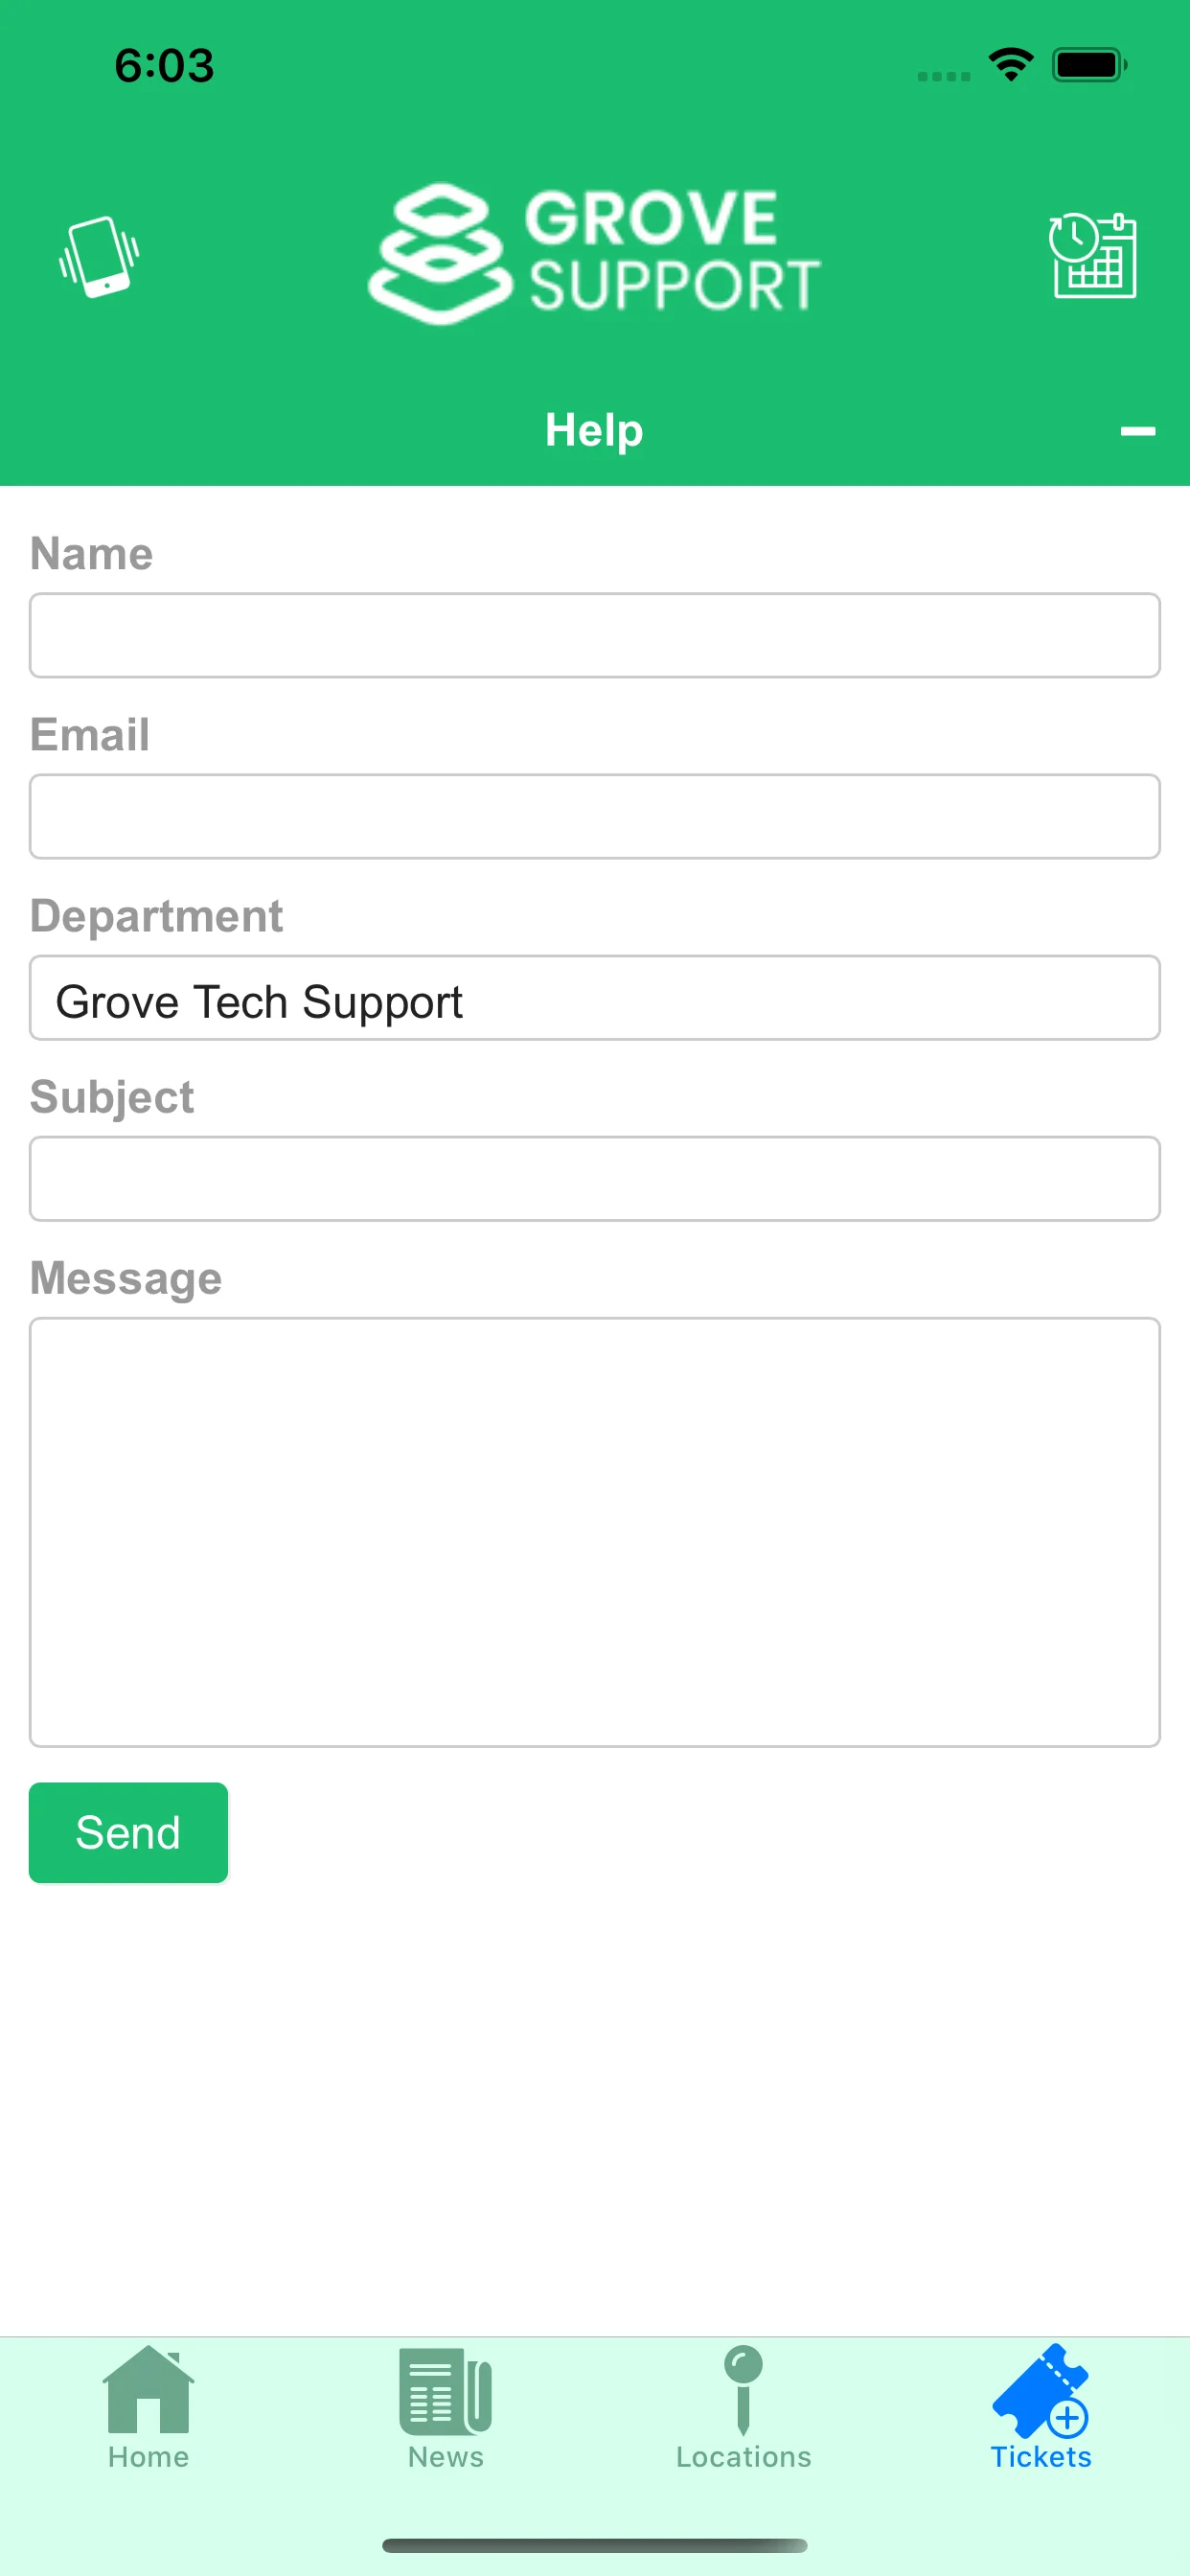 6:03
GROVE
SUPPORT
Help
Name
Email
Department
Grove Tech Support
Subject
Message
Send
Home
News
Locations
Tickets